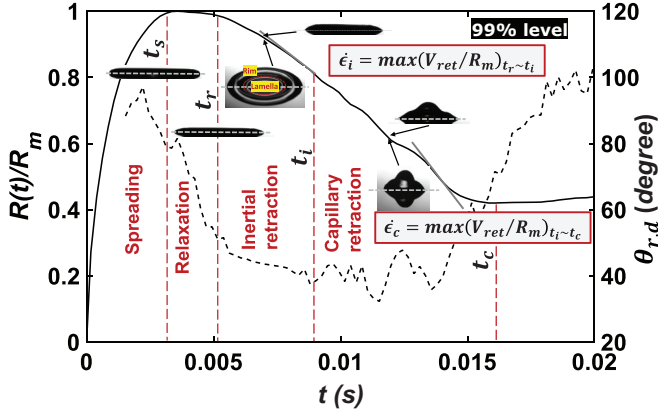 99% level
1
0.8
0.6
0.4
0.2
0
R(t)/R_m
120
100
80
60
40
20
θ_{r,d} (degree)
t_s
t_r
t_i
t_c
Rim
Lamella
ϵ̇_i = max(V_ret/R_m)_{t_r~t_i}
ϵ̇_c = max(V_ret/R_m)_{t_i~t_c}
Spreading
Relaxation
Inertial
retraction
Capillary
retraction
0
0.005
0.01
0.015
0.02
t (s)